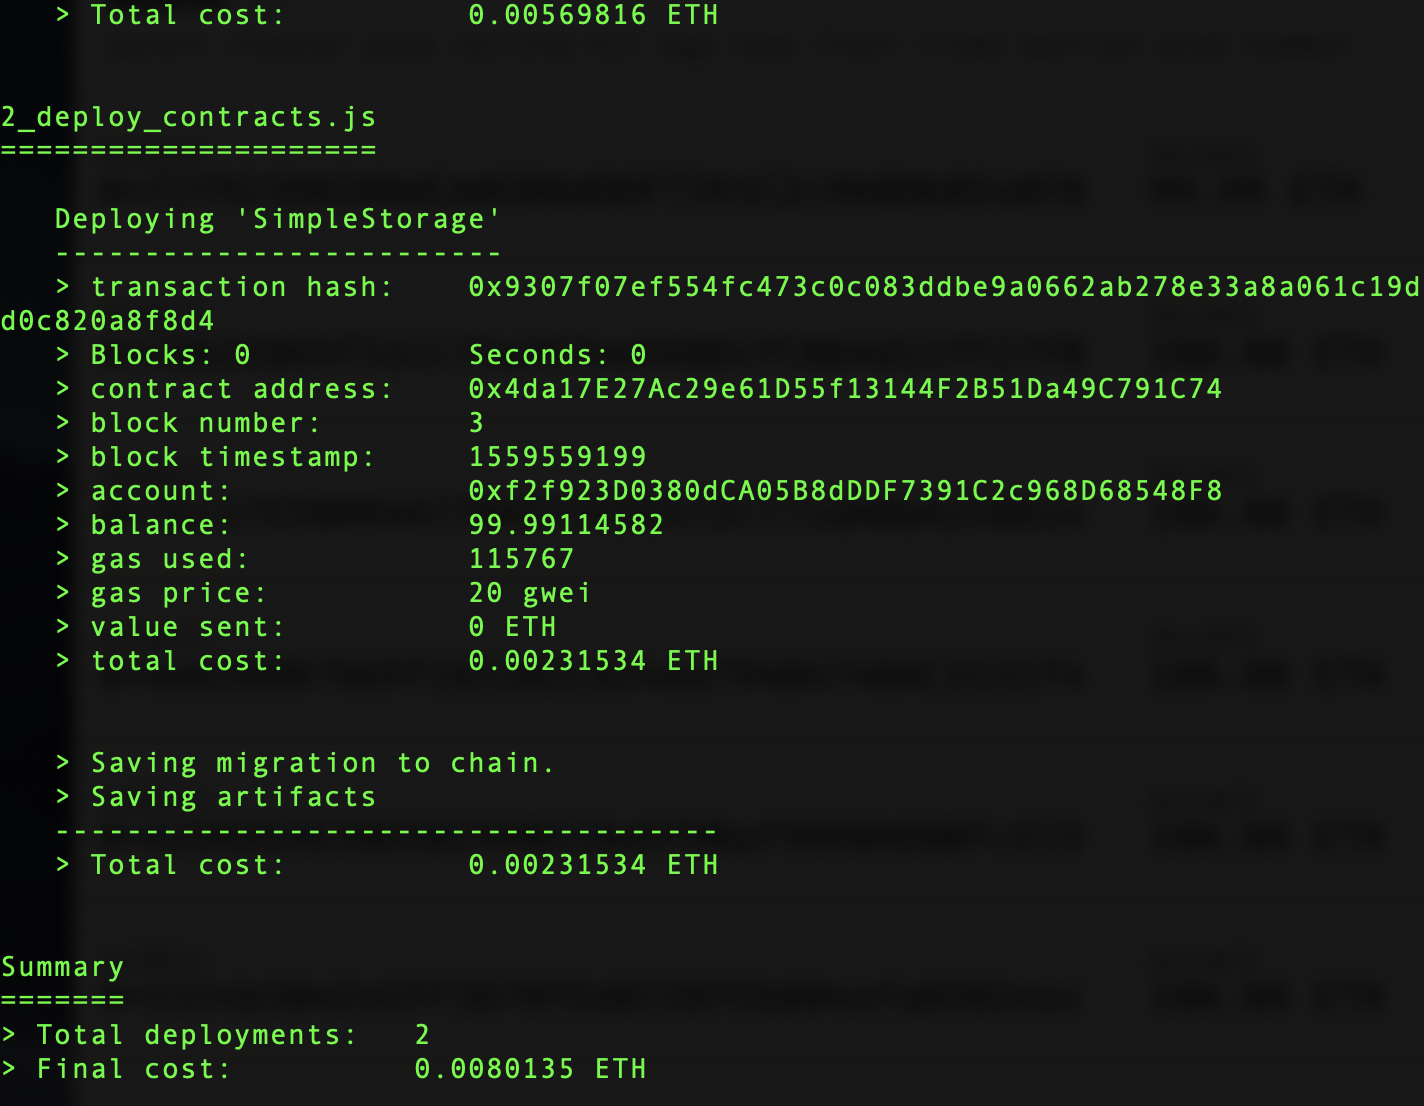 > Total cost: 0.00569816 ETH
2_deploy_contracts.js
=====================
Deploying 'SimpleStorage'
-------------------------
> transaction hash: 0x9307f07ef554fc473c0c083ddbe9a0662ab278e33a8a061c19d
d0c820a8f8d4
> Blocks: 0 Seconds: 0
> contract address: 0x4da17E27Ac29e61D55f13144F2B51Da49C791C74
> block number: 3
> block timestamp: 1559559199
> account: 0xf2f923D0380dCA05B8dDDF7391C2c968D68548F8
> balance: 99.99114582
> gas used: 115767
> gas price: 20 gwei
> value sent: 0 ETH
> total cost: 0.00231534 ETH
> Saving migration to chain.
> Saving artifacts
-------------------------------------
> Total cost: 0.00231534 ETH
Summary
=======
> Total deployments: 2
> Final cost: 0.0080135 ETH